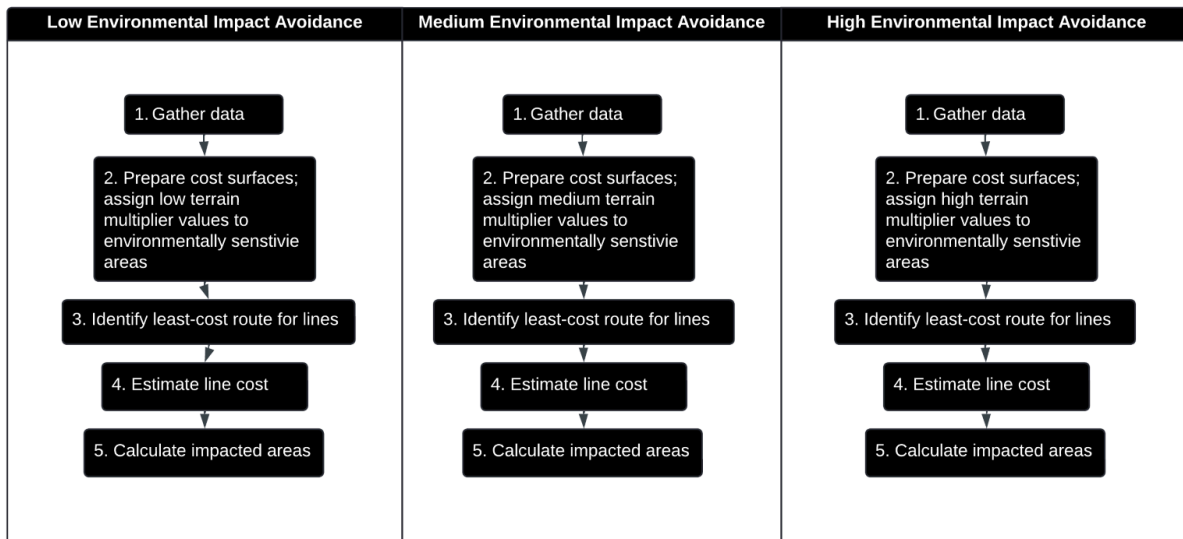 Low Environmental Impact Avoidance
1. Gather data
2. Prepare cost surfaces;
assign low terrain
multiplier values to
environmentally senstivie
areas
3. Identify least-cost route for lines
4. Estimate line cost
5. Calculate impacted areas
Medium Environmental Impact Avoidance
1. Gather data
2. Prepare cost surfaces;
assign medium terrain
multiplier values to
environmentally senstivie
areas
3. Identify least-cost route for lines
4. Estimate line cost
5. Calculate impacted areas
High Environmental Impact Avoidance
1. Gather data
2. Prepare cost surfaces;
assign high terrain
multiplier values to
environmentally senstivie
areas
3. Identify least-cost route for lines
4. Estimate line cost
5. Calculate impacted areas